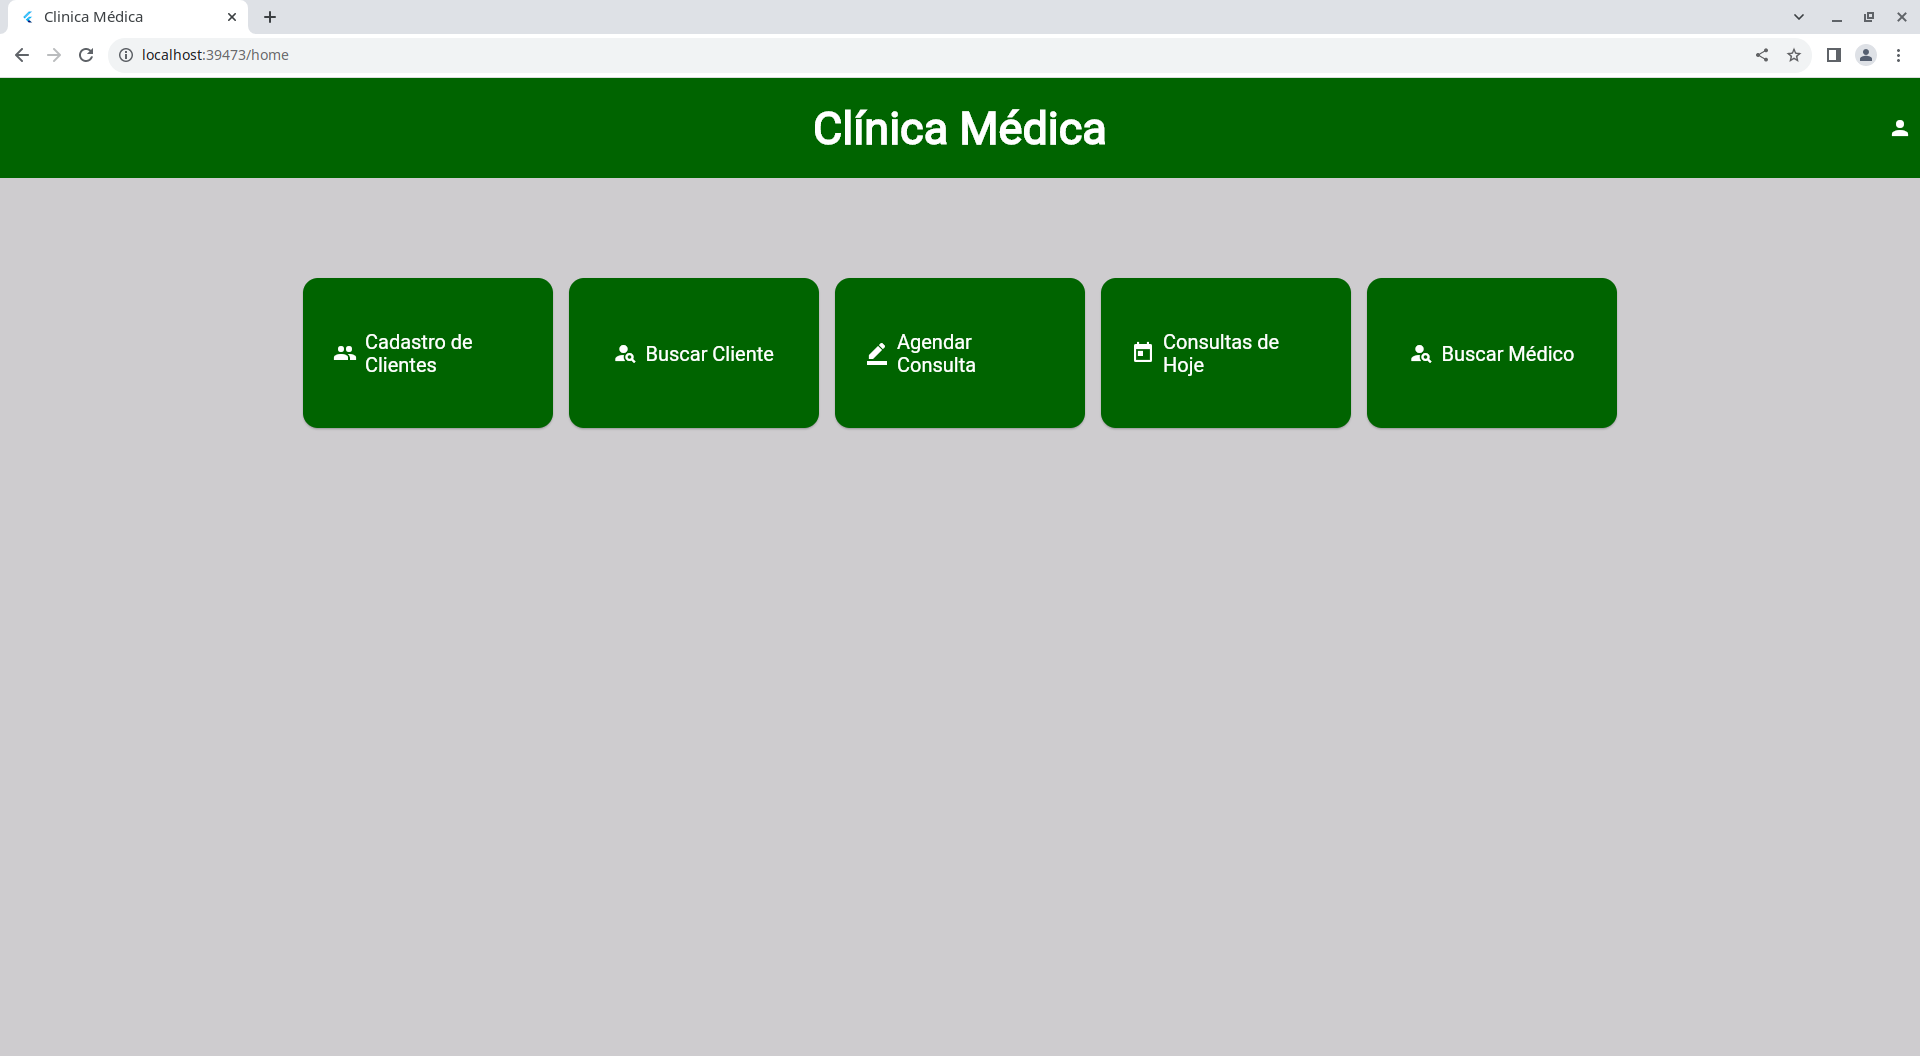 Clinica Médica
localhost:39473/home
Clínica Médica
Cadastro de
Clientes
Buscar Cliente
Agendar
Consulta
Consultas de
Hoje
Buscar Médico